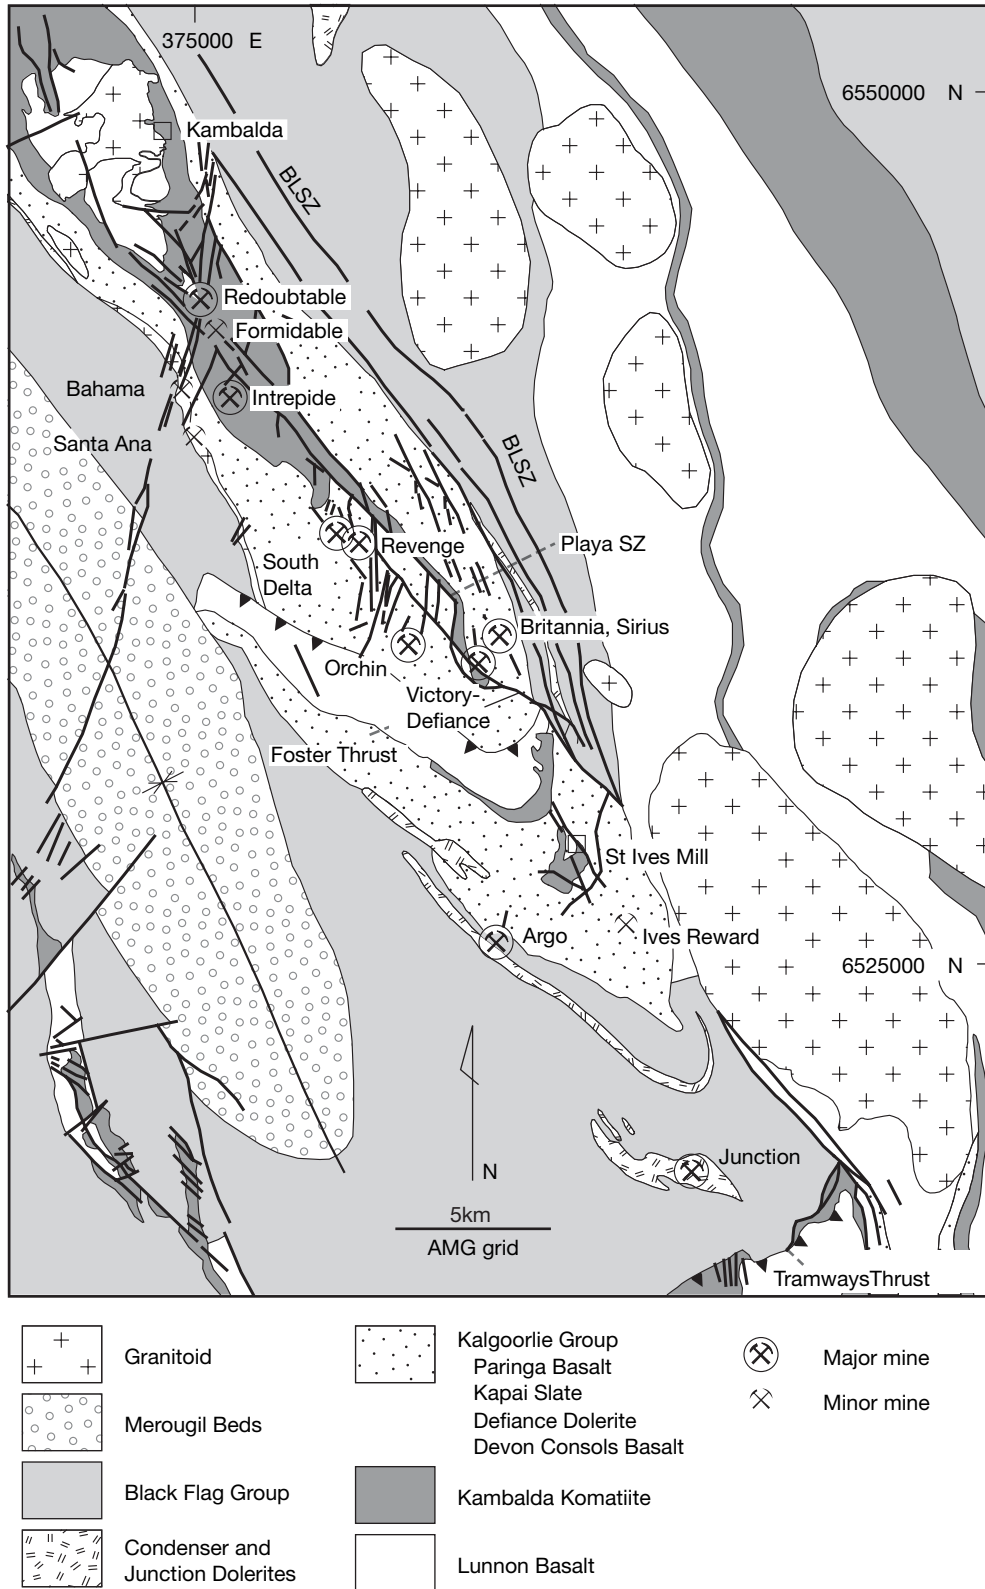 375000 E
6550000 N
Kambalda
BLSZ
Redoubtable
Formidable
Bahama
Intrepide
Santa Ana
BLSZ
Revenge
Playa SZ
South
Delta
Britannia, Sirius
Orchin
Victory-
Defiance
Foster Thrust
St Ives Mill
Argo
Ives Reward
6525000 N
Junction
N
5km
AMG grid
TramwaysThrust
Granitoid
Merougil Beds
Black Flag Group
Condenser and
Junction Dolerites
Kalgoorlie Group
Paringa Basalt
Kapai Slate
Defiance Dolerite
Devon Consols Basalt
Kambalda Komatiite
Lunnon Basalt
Major mine
Minor mine